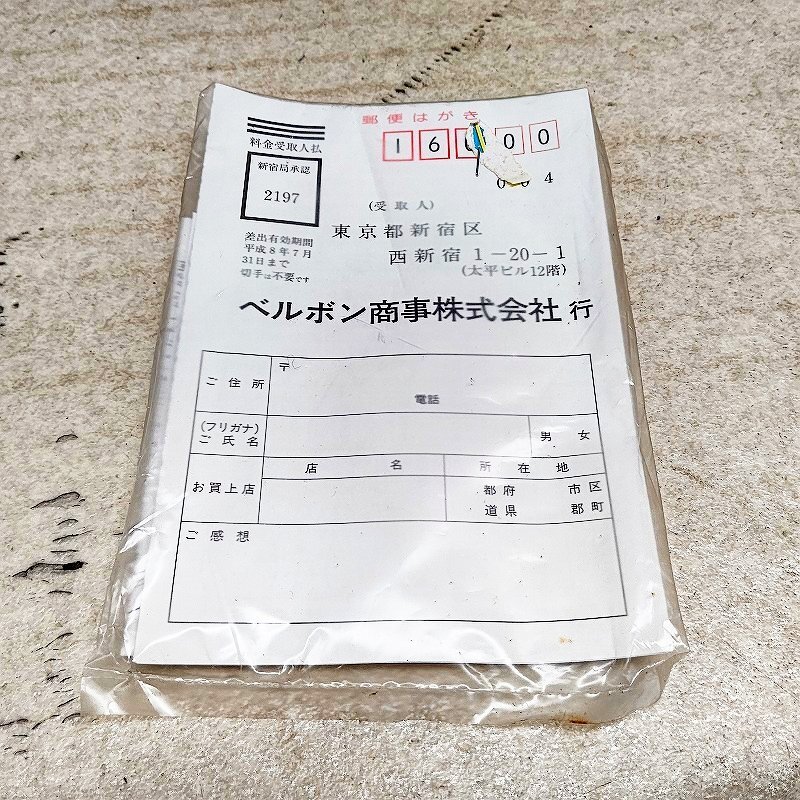 郵便はがき
料金受取人払
160-00
新宿局承認
2197
差出有効期間
平成8年7月
31日まで
切手は不要です
(受取人)
東京都新宿区
西新宿1-20-1
(太平ビル12階)
ベルボン商事株式会社 行
〒
ご住所
電話
(フリガナ)
ご氏名
男 女
お買上店
店 名
所在地
都府 市区
道県 郡町
ご感想